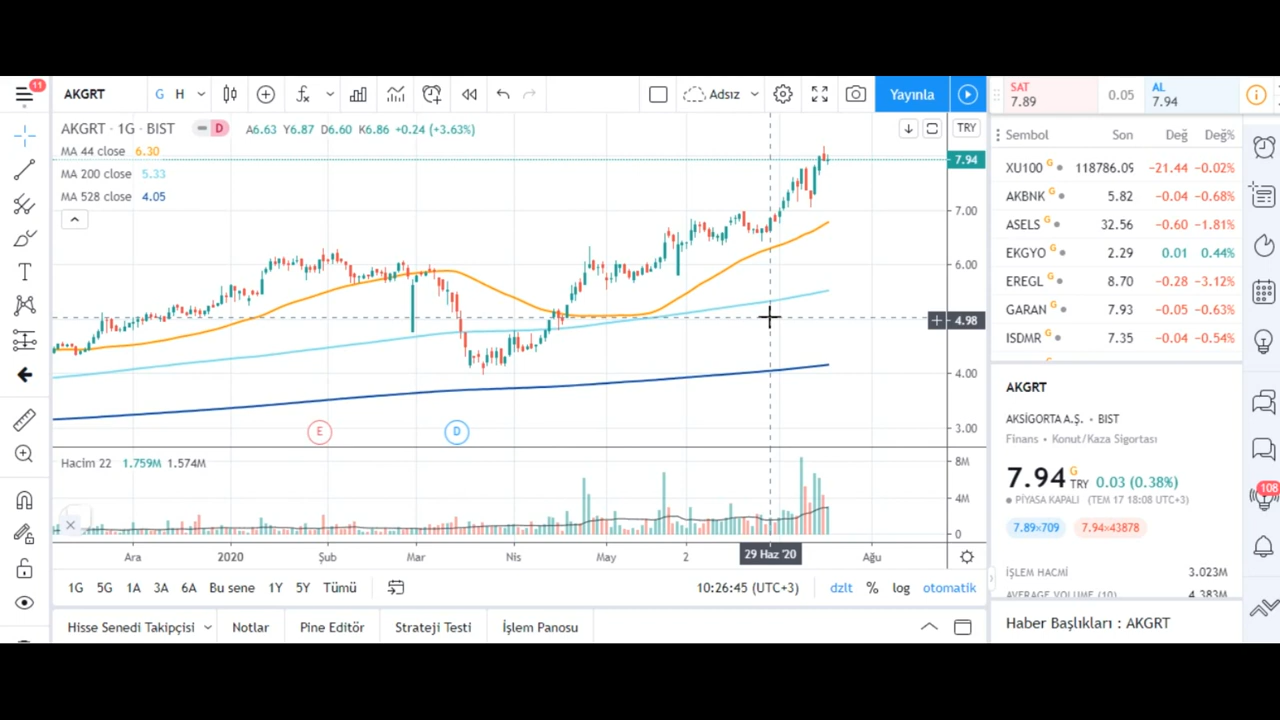 11
AKGRT
G H
Adsız
Yayınla
SAT
7.89
0.05
AL
7.94
AKGRT · 1G · BIST
D
A6.63 Y6.87 D6.60 K6.86 +0.24 (+3.63%)
MA 44 close 6.30
MA 200 close 5.33
MA 528 close 4.05
TRY
7.94
7.00
6.00
4.98
4.00
3.00
E
D
Hacim 22 1.759M 1.574M
8M
4M
0
Ara 2020 Şub Mar Nis May 2 29 Haz '20 Ağu
1G 5G 1A 3A 6A Bu sene 1Y 5Y Tümü
10:26:45 (UTC+3) dzlt % log otomatik
Hisse Senedi Takipçisi Notlar Pine Editör Strateji Testi İşlem Panosu
Sembol Son Değ Değ%
XU100 G 118786.09 −21.44 −0.02%
AKBNK G 5.82 −0.04 −0.68%
ASELS G 32.56 −0.60 −1.81%
EKGYO G 2.29 0.01 0.44%
EREGL G 8.70 −0.28 −3.12%
GARAN G 7.93 −0.05 −0.63%
ISDMR G 7.35 −0.04 −0.54%
AKGRT
AKSİGORTA A.Ş. • BIST
Finans • Konut/Kaza Sigortası
7.94 G TRY 0.03 (0.38%)
PİYASA KAPALI (TEM 17 18:08 UTC+3)
7.89×709 7.94×43878
İŞLEM HACMİ 3.023M
AVERAGE VOLUME (10) 4.383M
Haber Başlıkları : AKGRT
108